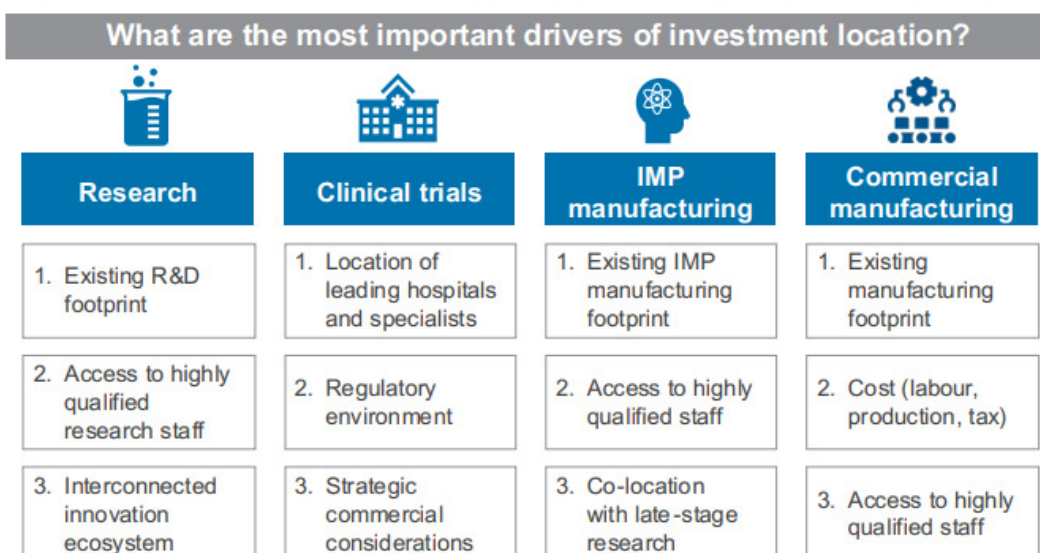 What are the most important drivers of investment location?
Research
Clinical trials
IMP
manufacturing
Commercial
manufacturing
1. Existing R&D
footprint
1. Location of
leading hospitals
and specialists
1. Existing IMP
manufacturing
footprint
1. Existing
manufacturing
footprint
2. Access to highly
qualified
research staff
2. Regulatory
environment
2. Access to highly
qualified staff
2. Cost (labour,
production, tax)
3. Interconnected
innovation
ecosystem
3. Strategic
commercial
considerations
3. Co-location
with late-stage
research
3. Access to highly
qualified staff